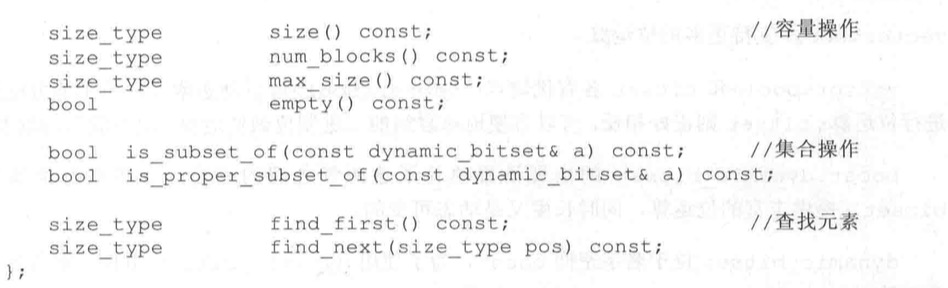 size_type size() const; //容量操作
size_type num_blocks() const;
size_type max_size() const;
bool empty() const;
bool is_subset_of(const dynamic_bitset& a) const; //集合操作
bool is_proper_subset_of(const dynamic_bitset& a) const;
size_type find_first() const; //查找元素
size_type find_next(size_type pos) const;
};